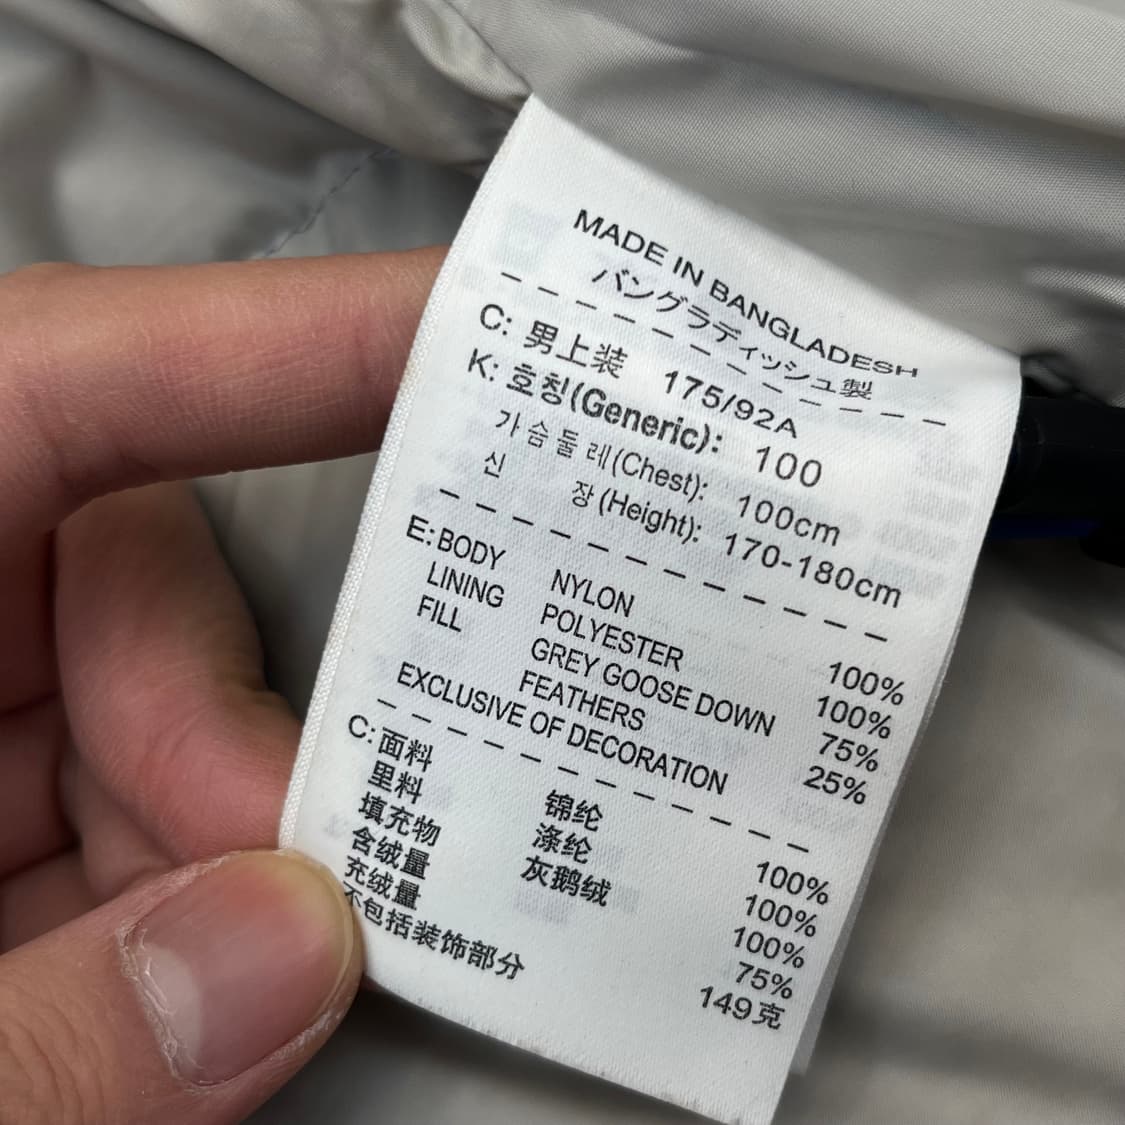 MADE IN BANGLADESH
バングラディッシュ製
C: 男上装 175/92A
K: 호칭(Generic): 100
가슴둘레(Chest): 100cm
신 장(Height): 170-180cm
E: BODY NYLON 100%
LINING POLYESTER 100%
FILL GREY GOOSE DOWN 75%
FEATHERS 25%
EXCLUSIVE OF DECORATION
C: 面料 锦纶 100%
里料 涤纶 100%
填充物 灰鹅绒 100%
含绒量 75%
充绒量 149克
不包括装饰部分